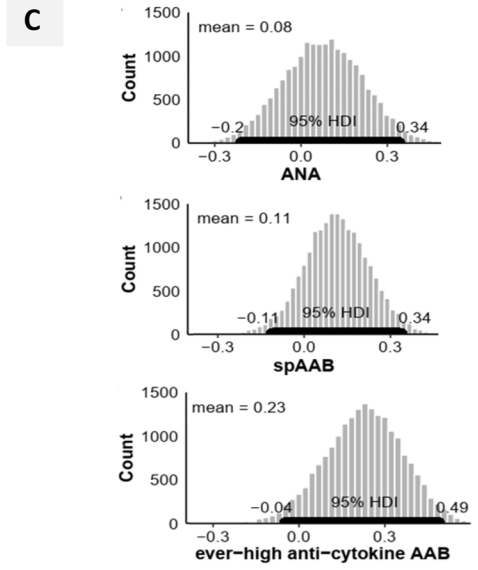 C
1500
mean = 0.08
1000
Count
500
−0.2
95% HDI
0.34
0
−0.3
0.0
0.3
ANA
1500
mean = 0.11
1000
Count
500
−0.11
95% HDI
0.34
0
−0.3
0.0
0.3
spAAB
1500
mean = 0.23
1000
Count
500
−0.04
95% HDI
0.49
0
−0.3
0.0
0.3
ever−high anti−cytokine AAB